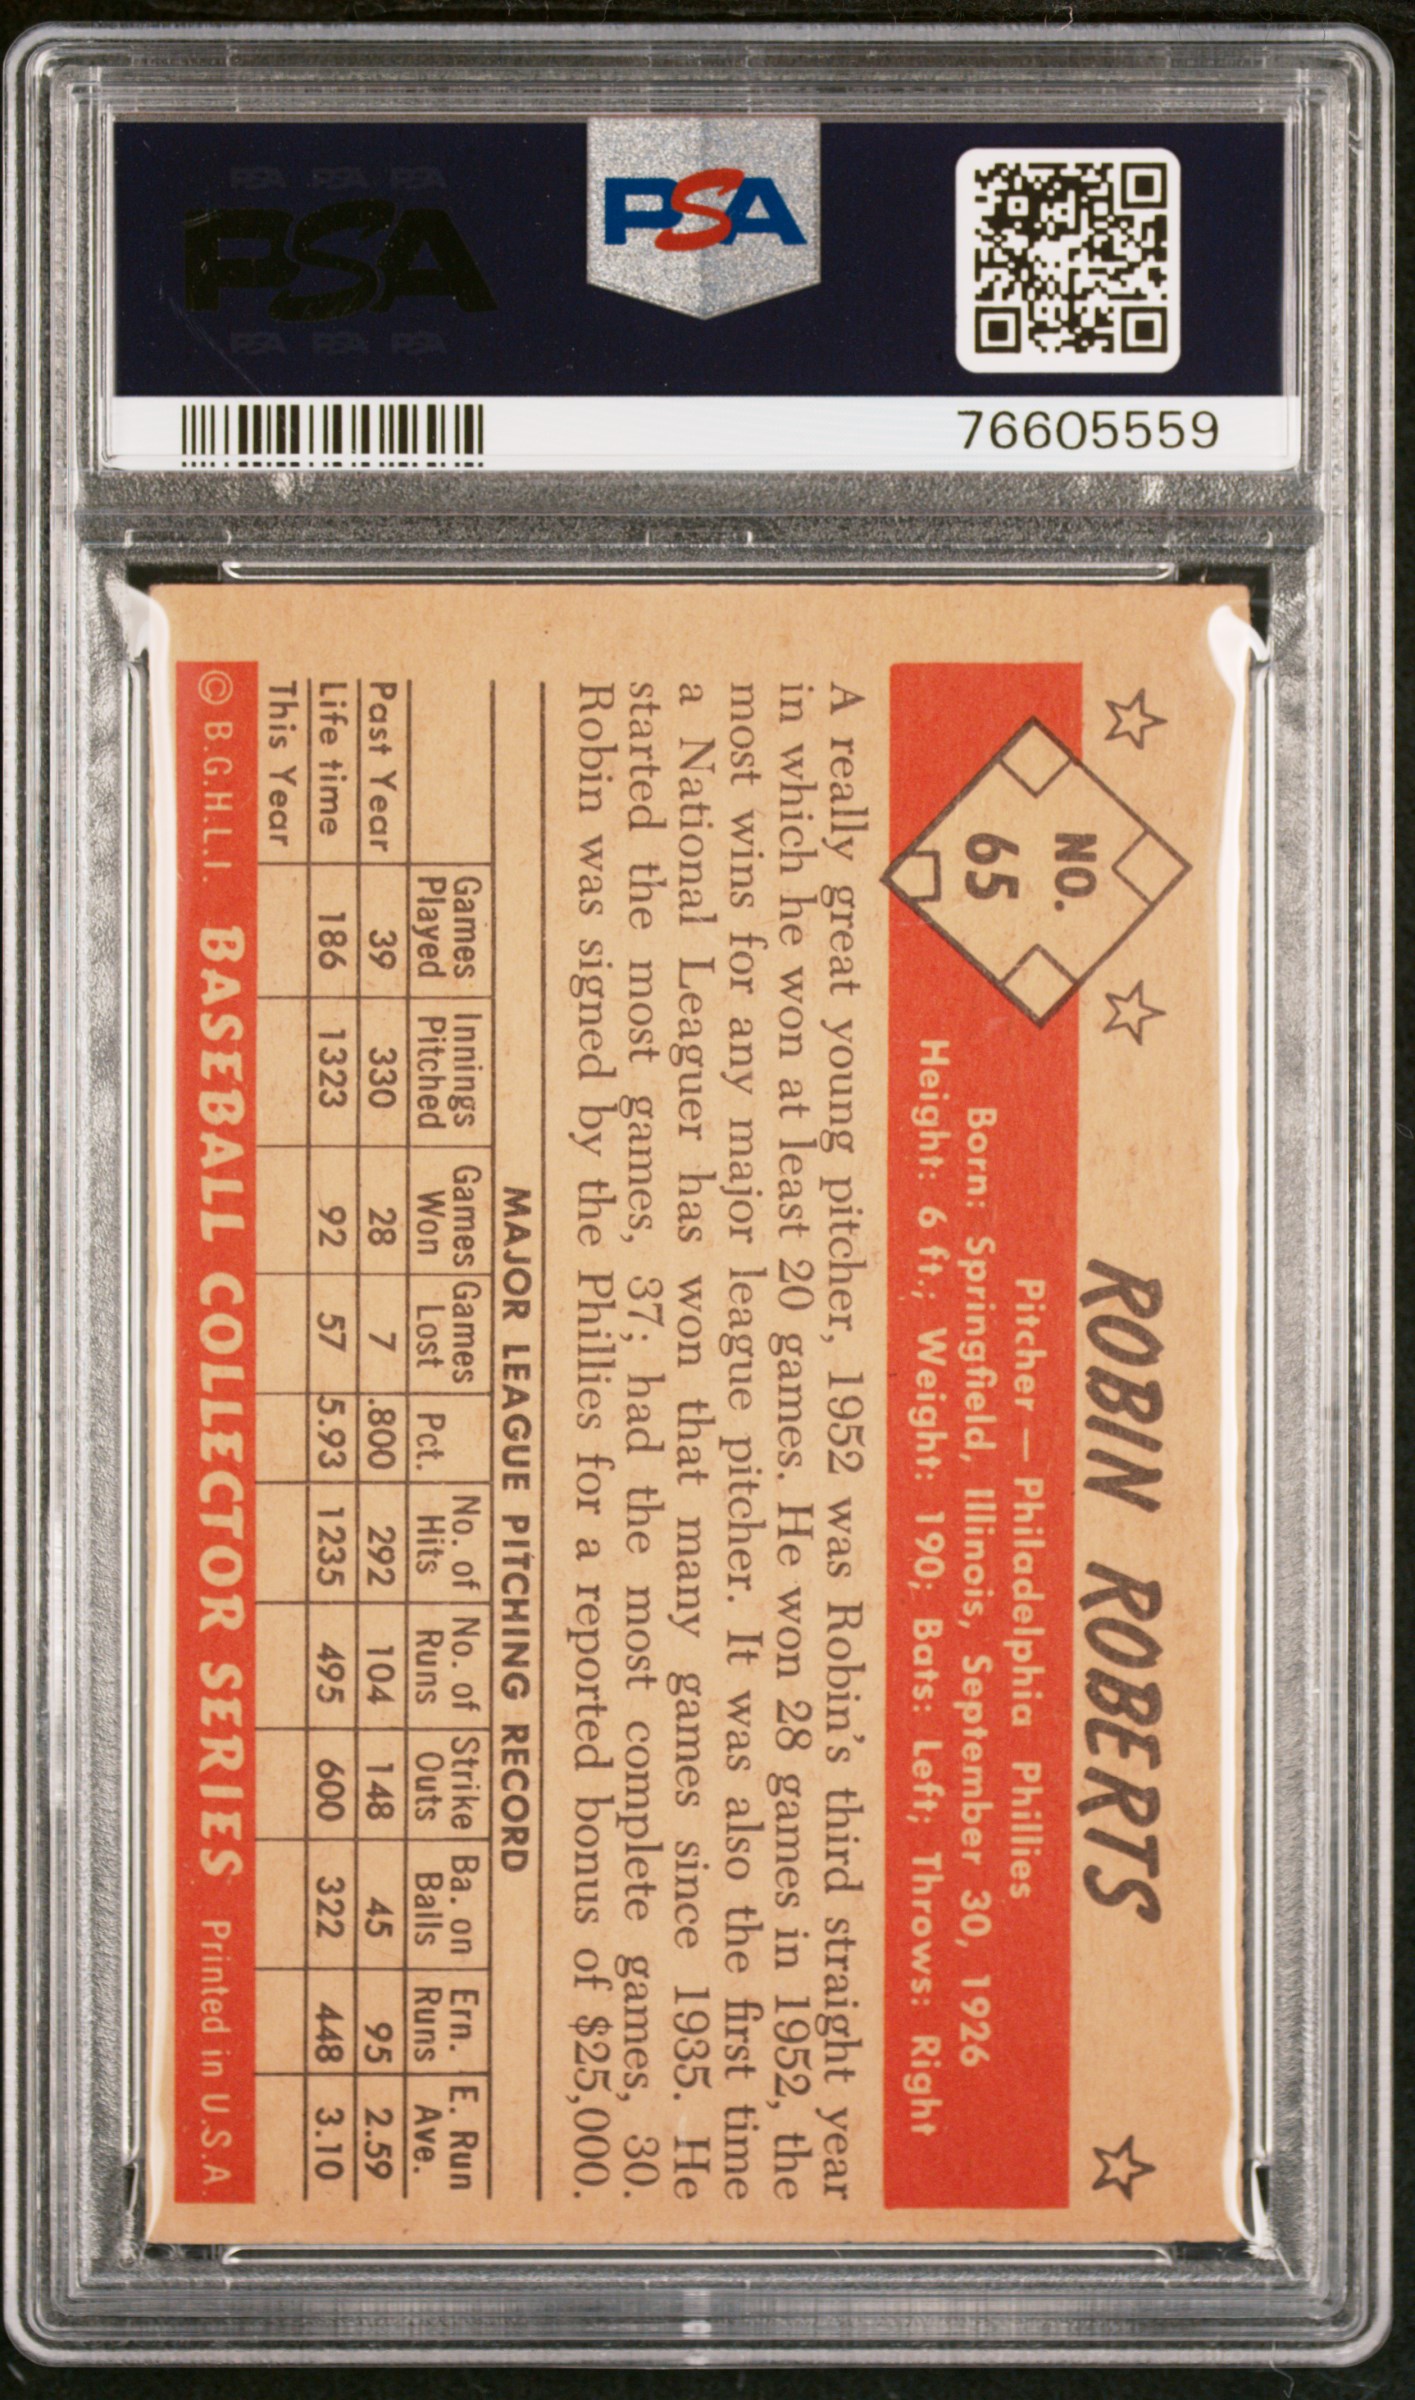 PSA PSA PSA
PSA
PSA PSA PSA
PSA
76605559
NO.
65
ROBIN ROBERTS
Pitcher — Philadelphia Phillies
Born: Springfield, Illinois, September 30, 1926
Height: 6 ft.; Weight: 190; Bats: Left; Throws: Right
A really great young pitcher, 1952 was Robin's third straight year
in which he won at least 20 games. He won 28 games in 1952, the
most wins for any major league pitcher. It was also the first time
a National Leaguer has won that many games since 1935. He
started the most games, 37; had the most complete games, 30.
Robin was signed by the Phillies for a reported bonus of $25,000.
MAJOR LEAGUE PITCHING RECORD
Games Innings Games Games No. of No. of Strike Ba. on Ern. E. Run
Played Pitched Won Lost Pct. Hits Runs Outs Balls Runs Ave.
Past Year 39 330 28 7 .800 292 104 148 45 95 2.59
Life time 186 1323 92 57 5.93 1235 495 600 322 448 3.10
This Year
© B.G.H.L.I. BASEBALL COLLECTOR SERIES Printed in U.S.A.